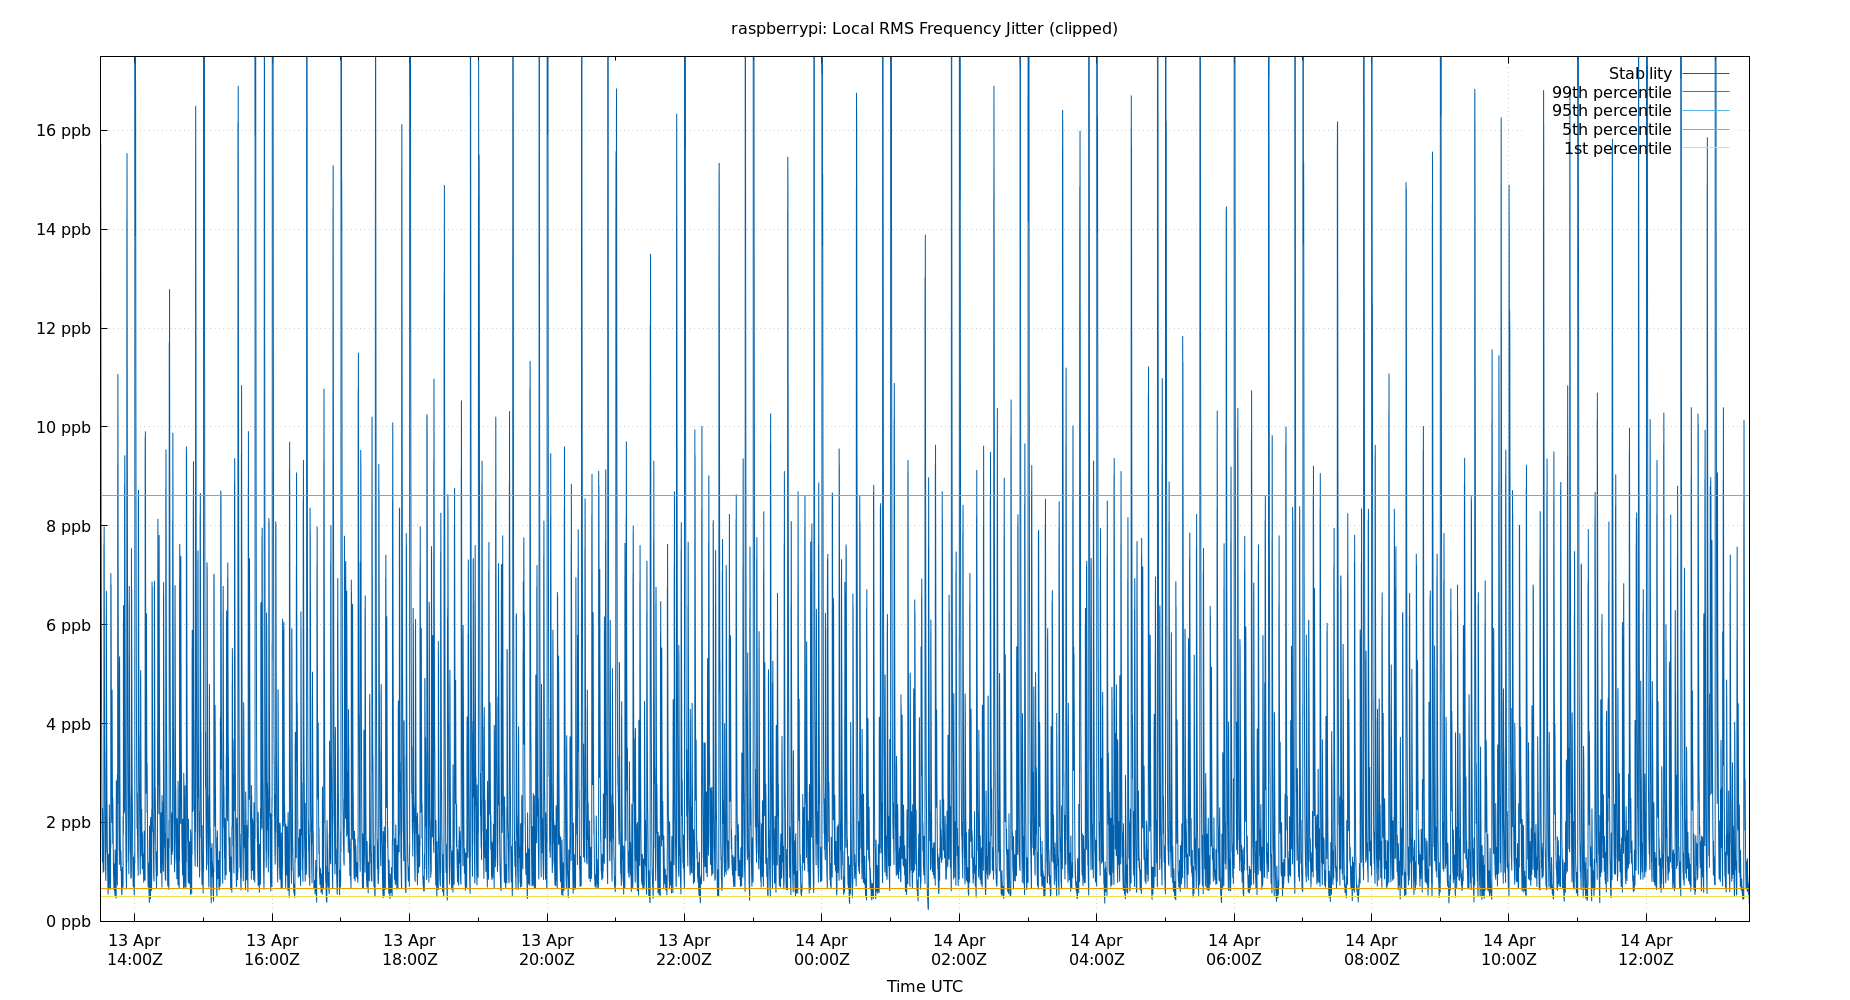 raspberrypi: Local RMS Frequency Jitter (clipped)
Stability
99th percentile
95th percentile
5th percentile
1st percentile
16 ppb
14 ppb
12 ppb
10 ppb
8 ppb
6 ppb
4 ppb
2 ppb
0 ppb
13 Apr 13 Apr 13 Apr 13 Apr 13 Apr 14 Apr 14 Apr 14 Apr 14 Apr 14 Apr 14 Apr 14 Apr
14:00Z 16:00Z 18:00Z 20:00Z 22:00Z 00:00Z 02:00Z 04:00Z 06:00Z 08:00Z 10:00Z 12:00Z
Time UTC